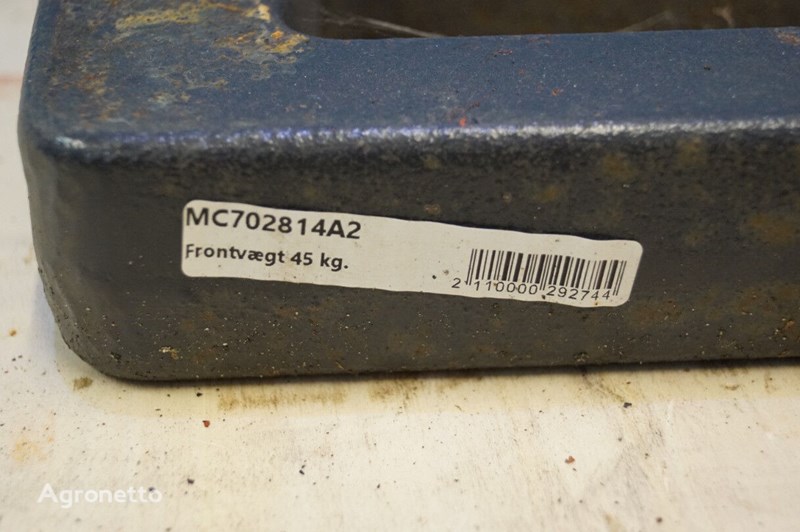 MC702814A2
Frontvægt 45 kg.
2 110000 292744
Agronetto